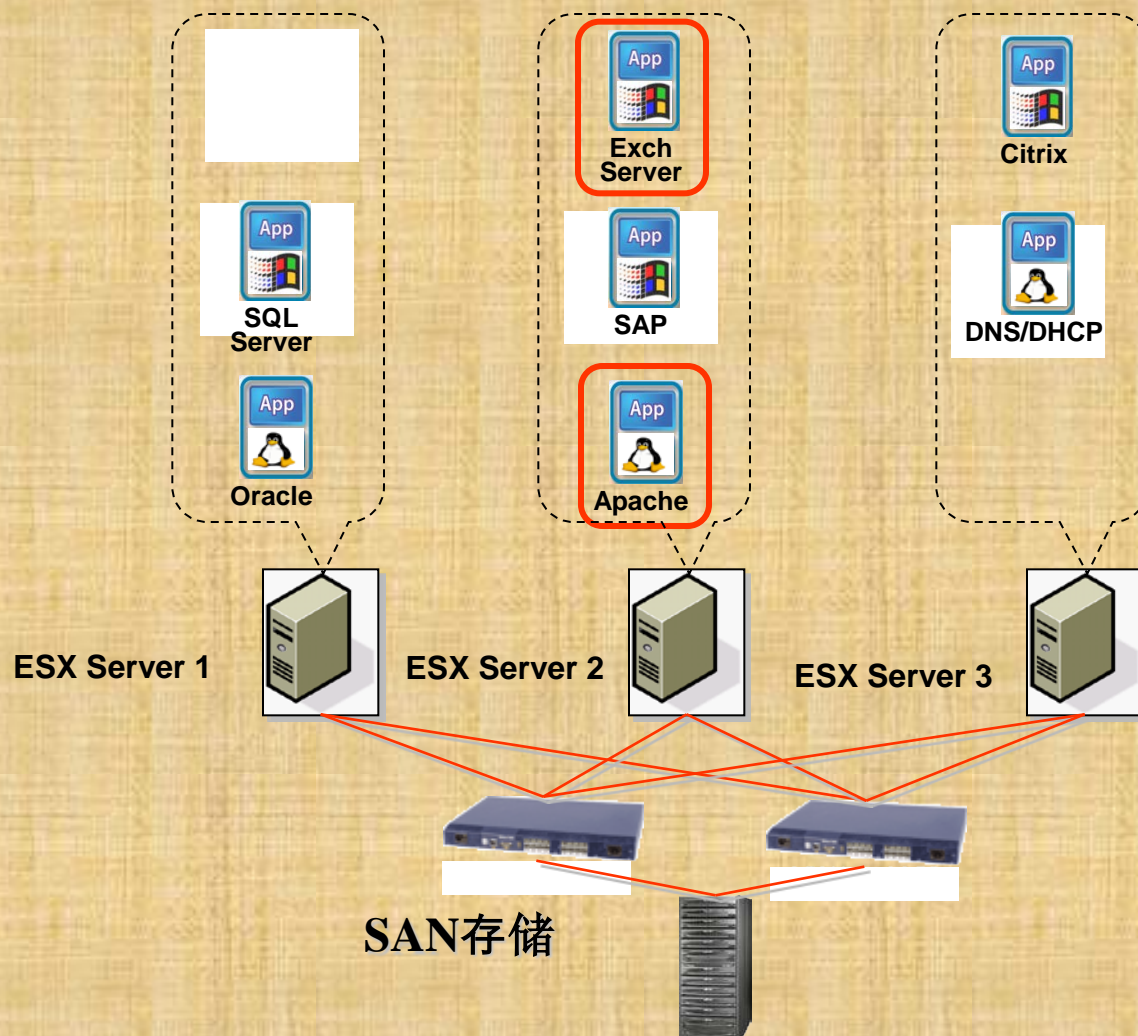 App
Exch
Server
App
Citrix
App
SQL
Server
App
SAP
App
DNS/DHCP
App
Oracle
App
Apache
ESX Server 1
ESX Server 2
ESX Server 3
SAN存储